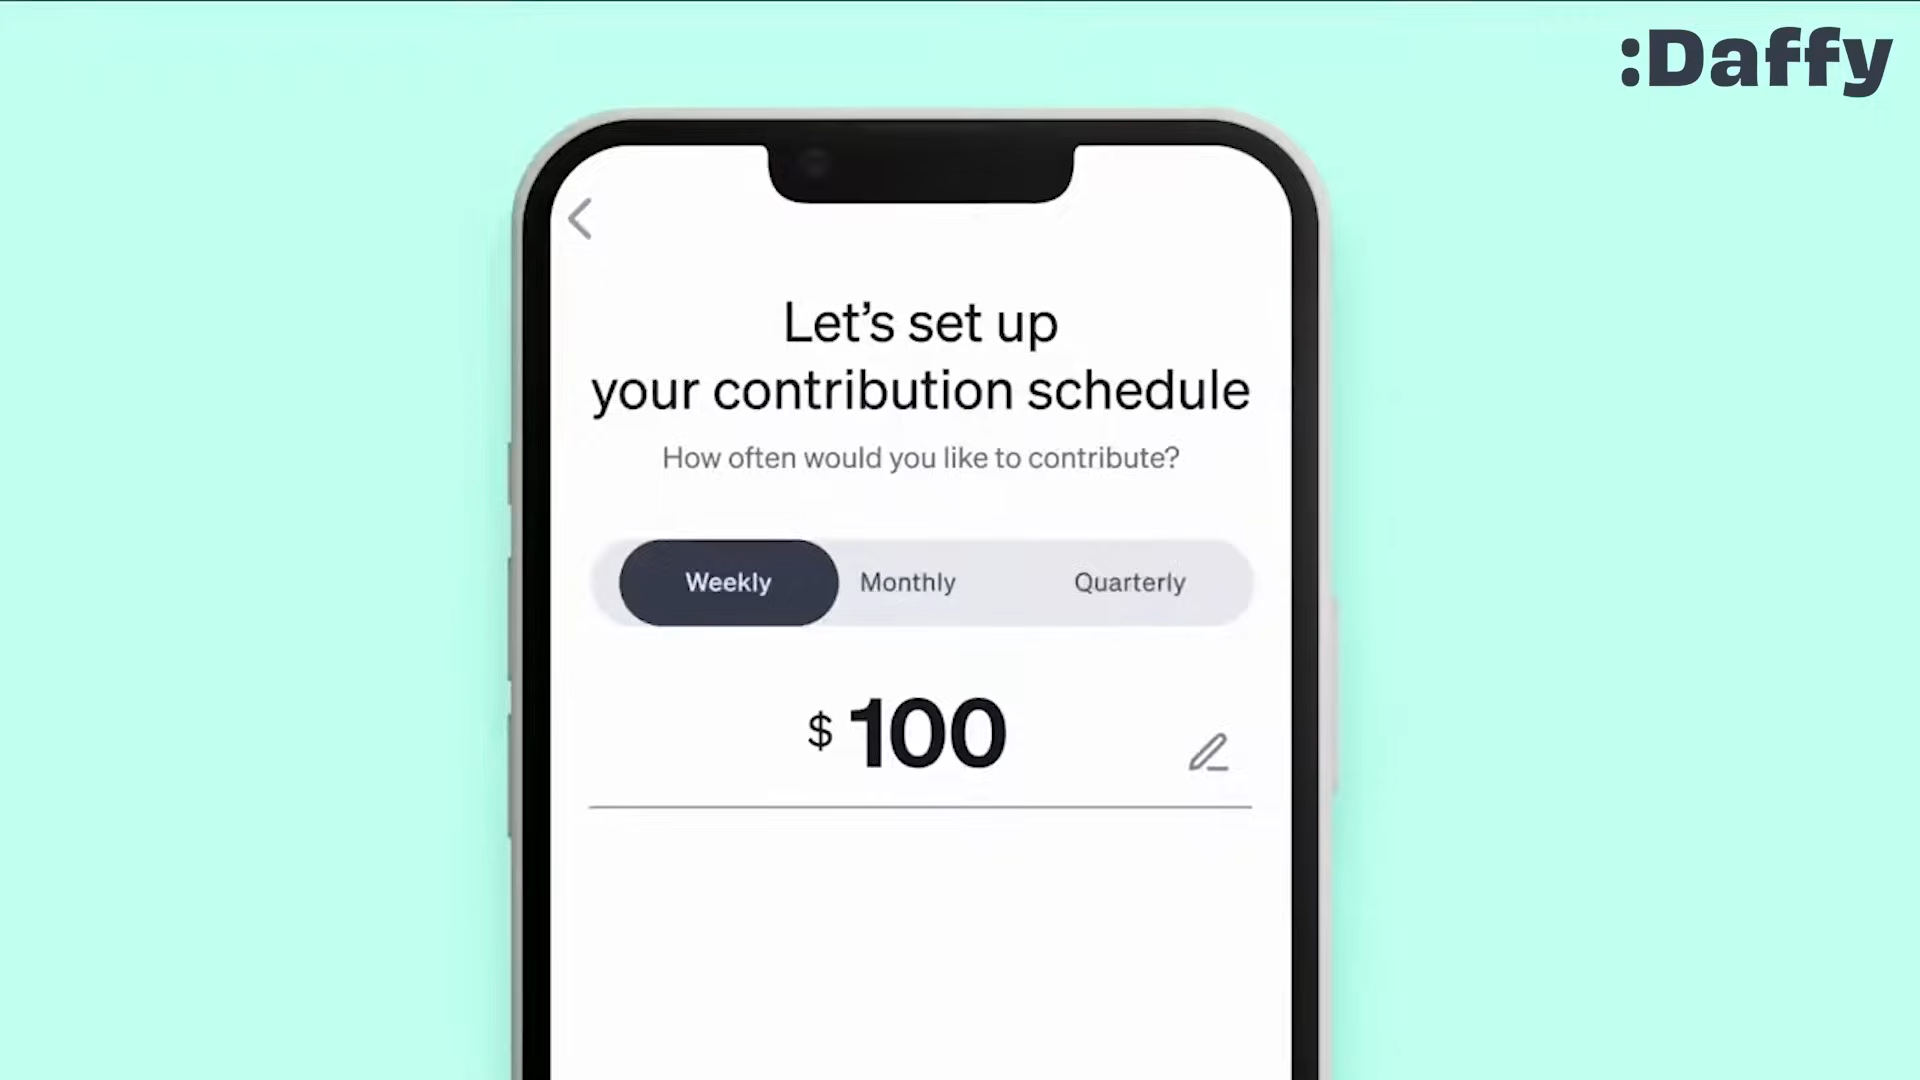 :Daffy
Let's set up
your contribution schedule
How often would you like to contribute?
Weekly Monthly Quarterly
$ 100